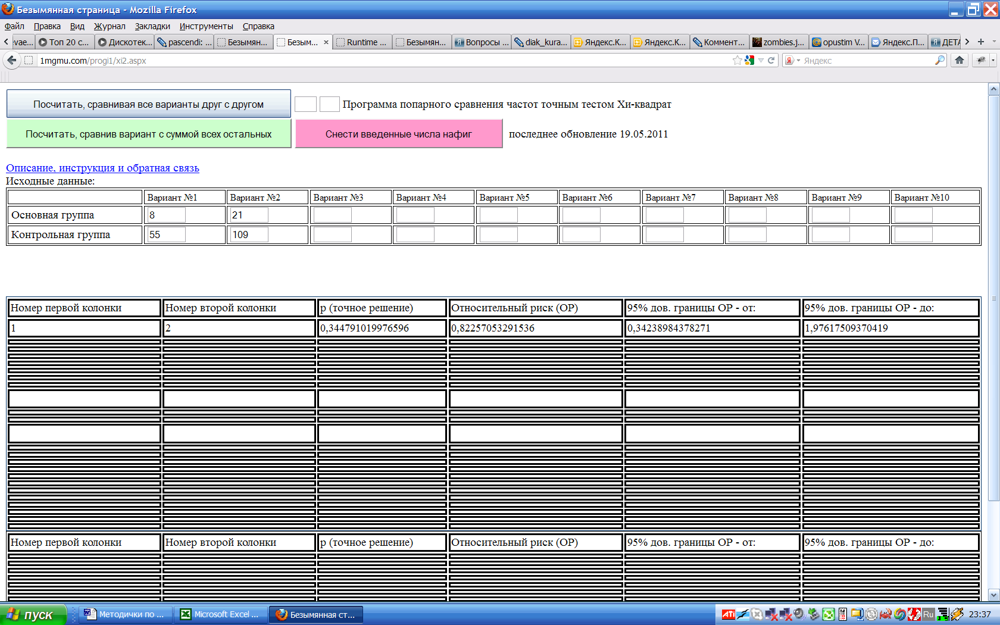 Безымянная страница - Mozilla Firefox
Файл Правка Вид Журнал Закладки Инструменты Справка
vae... Топ 20 с... Дискотек... pascendi: ... Безымян... Безым... Runtime ... Безымян... Вопросы ... diak_kura... Яндекс.К... Яндекс.К... Коммент... zombies.j... opustim V... Яндекс.П... ДЕТА
1mgmu.com/progi1/xi2.aspx Яндекс
Посчитать, сравнивая все варианты друг с другом Программа попарного сравнения частот точным тестом Хи-квадрат
Посчитать, сравнив вариант с суммой всех остальных Снести введенные числа нафиг последнее обновление 19.05.2011
Описание, инструкция и обратная связь
Исходные данные:
Вариант №1 Вариант №2 Вариант №3 Вариант №4 Вариант №5 Вариант №6 Вариант №7 Вариант №8 Вариант №9 Вариант №10
Основная группа 8 21
Контрольная группа 55 109
Номер первой колонки Номер второй колонки p (точное решение) Относительный риск (ОР) 95% дов. границы ОР - от: 95% дов. границы ОР - до:
1 2 0,344791019976596 0,82257053291536 0,34238984378271 1,97617509370419
Номер первой колонки Номер второй колонки p (точное решение) Относительный риск (ОР) 95% дов. границы ОР - от: 95% дов. границы ОР - до:
пуск Методички по ... Microsoft Excel ... Безымянная ст... ATI Ru 23:37